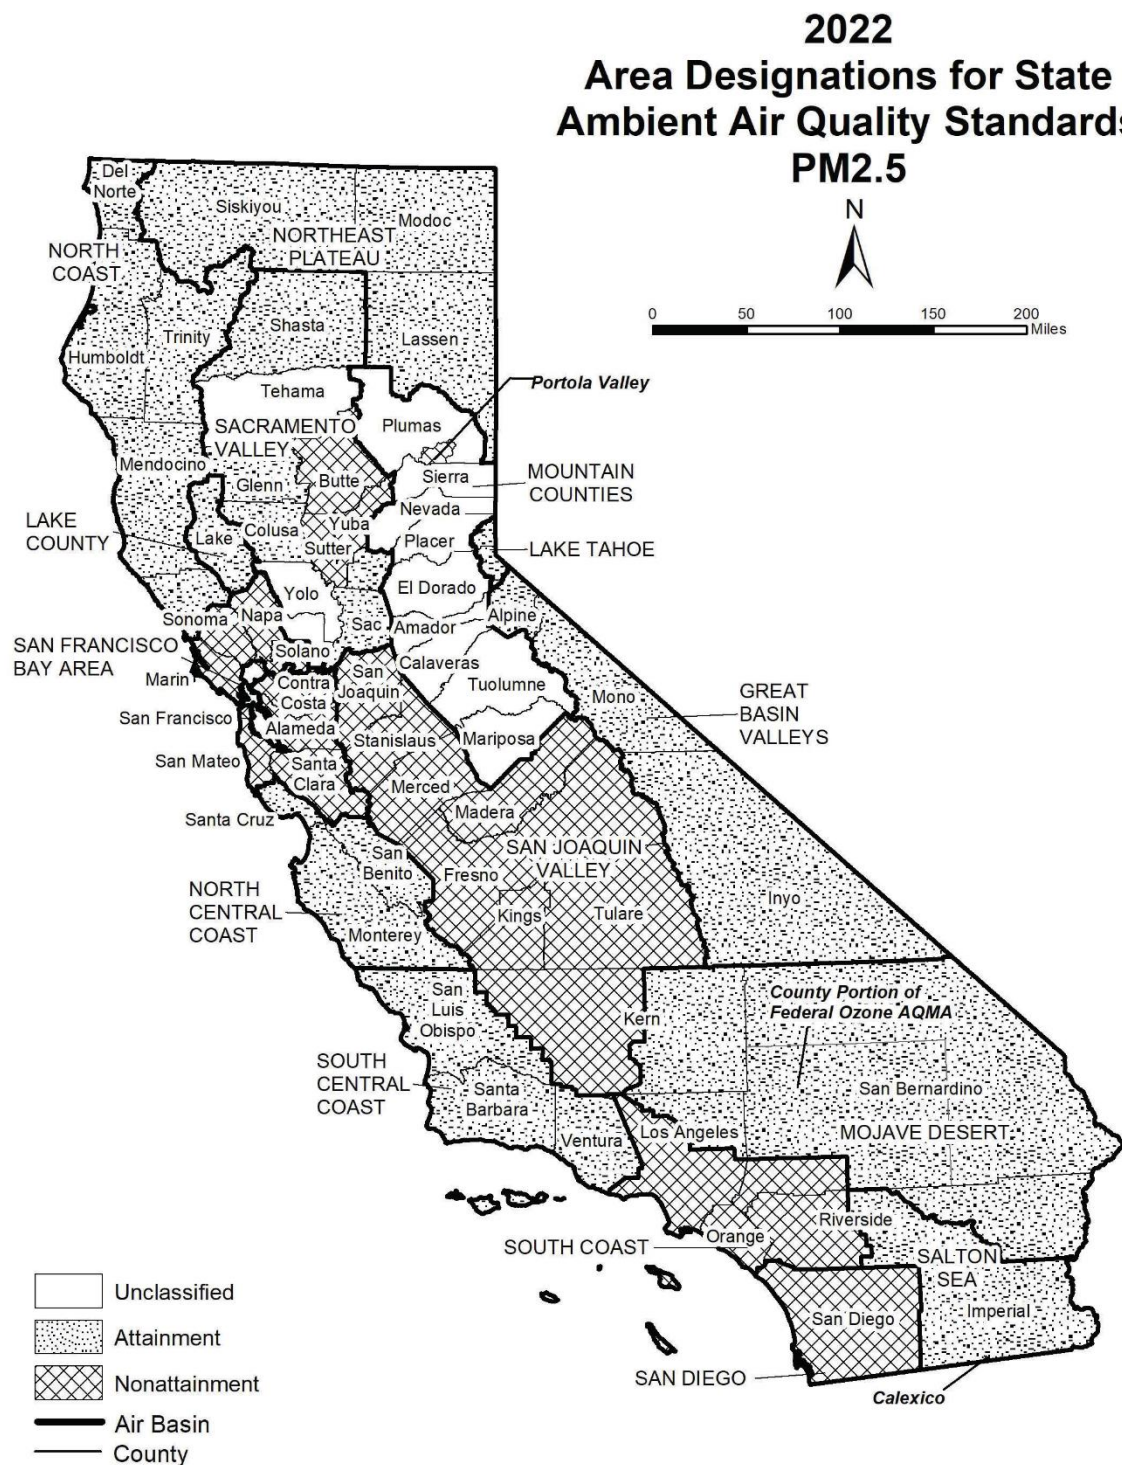 2022
Area Designations for State
Ambient Air Quality Standards
PM2.5
N
0 50 100 150 200
Miles
Del
Norte
Siskiyou
Modoc
NORTHEAST
PLATEAU
NORTH
COAST
Shasta
Trinity
Lassen
Humboldt
Tehama
Portola Valley
Plumas
SACRAMENTO
VALLEY
Mendocino
Glenn
Butte
Sierra
MOUNTAIN
COUNTIES
Nevada
LAKE
COUNTY
Lake
Colusa
Yuba
Sutter
Placer
LAKE TAHOE
El Dorado
Yolo
Sonoma
Napa
Sac
Amador
Alpine
SAN FRANCISCO
BAY AREA
Solano
Marin
Contra
Costa
San
Joaquin
Calaveras
Tuolumne
Mono
GREAT
BASIN
VALLEYS
San Francisco
Alameda
Stanislaus
Mariposa
San Mateo
Santa
Clara
Merced
Madera
Santa Cruz
SAN JOAQUIN
VALLEY
San
Benito
Fresno
NORTH
CENTRAL
COAST
Kings
Tulare
Inyo
Monterey
San
Luis
Obispo
Kern
County Portion of
Federal Ozone AQMA
SOUTH
CENTRAL
COAST
Santa
Barbara
San Bernardino
Ventura
Los Angeles
MOJAVE DESERT
Riverside
Orange
SOUTH COAST
SALTON
SEA
San Diego
Imperial
SAN DIEGO
Calexico
Unclassified
Attainment
Nonattainment
Air Basin
County